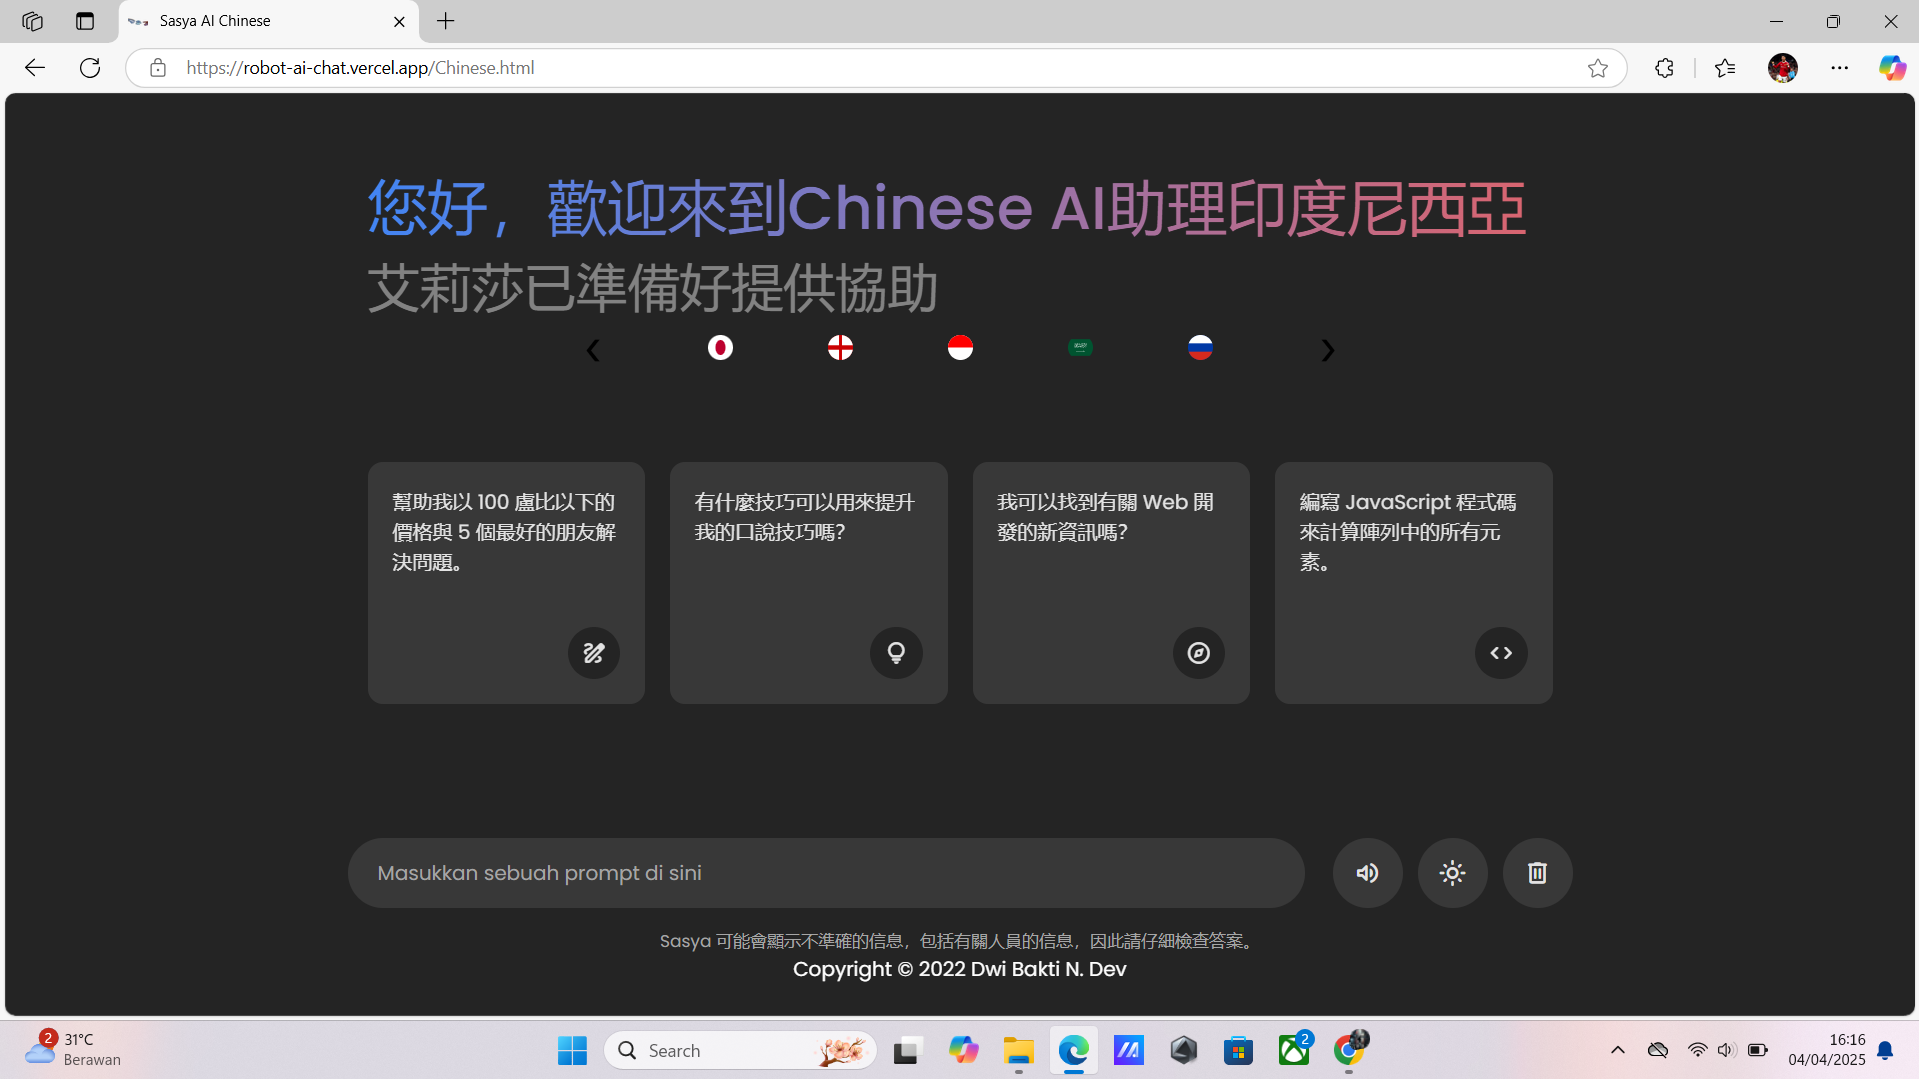 Sasya AI Chinese
https://robot-ai-chat.vercel.app/Chinese.html
您好，歡迎來到Chinese AI助理印度尼西亞
艾莉莎已準備好提供協助
幫助我以 100 盧比以下的
價格與 5 個最好的朋友解
決問題。
有什麼技巧可以用來提升
我的口說技巧嗎?
我可以找到有關 Web 開
發的新資訊嗎?
編寫 JavaScript 程式碼
來計算陣列中的所有元
素。
Masukkan sebuah prompt di sini
Sasya 可能會顯示不準確的信息，包括有關人員的信息，因此請仔細檢查答案。
Copyright © 2022 Dwi Bakti N. Dev
2
31°C
Berawan
Search
2
16:16
04/04/2025